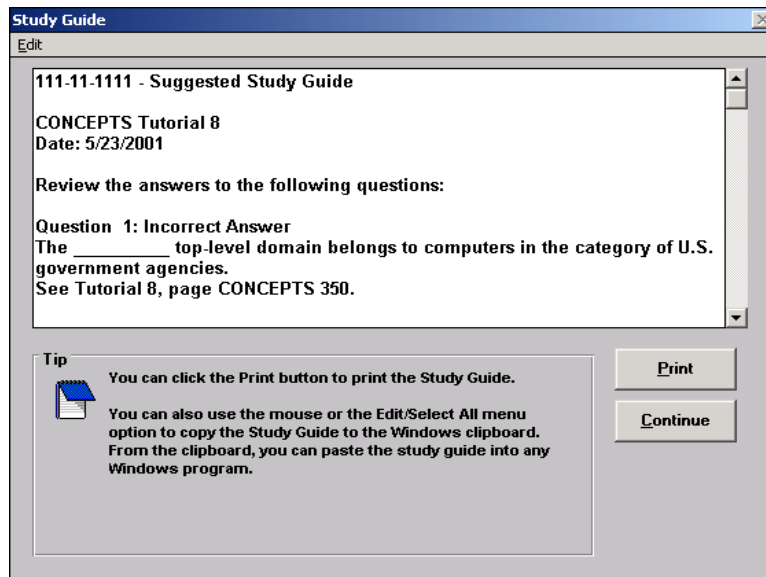 Study Guide
Edit
111-11-1111 - Suggested Study Guide
CONCEPTS Tutorial 8
Date: 5/23/2001
Review the answers to the following questions:
Question  1: Incorrect Answer
The __________ top-level domain belongs to computers in the category of U.S.
government agencies.
See Tutorial 8, page CONCEPTS 350.
Tip
You can click the Print button to print the Study Guide.
You can also use the mouse or the Edit/Select All menu
option to copy the Study Guide to the Windows clipboard.
From the clipboard, you can paste the study guide into any
Windows program.
Print
Continue